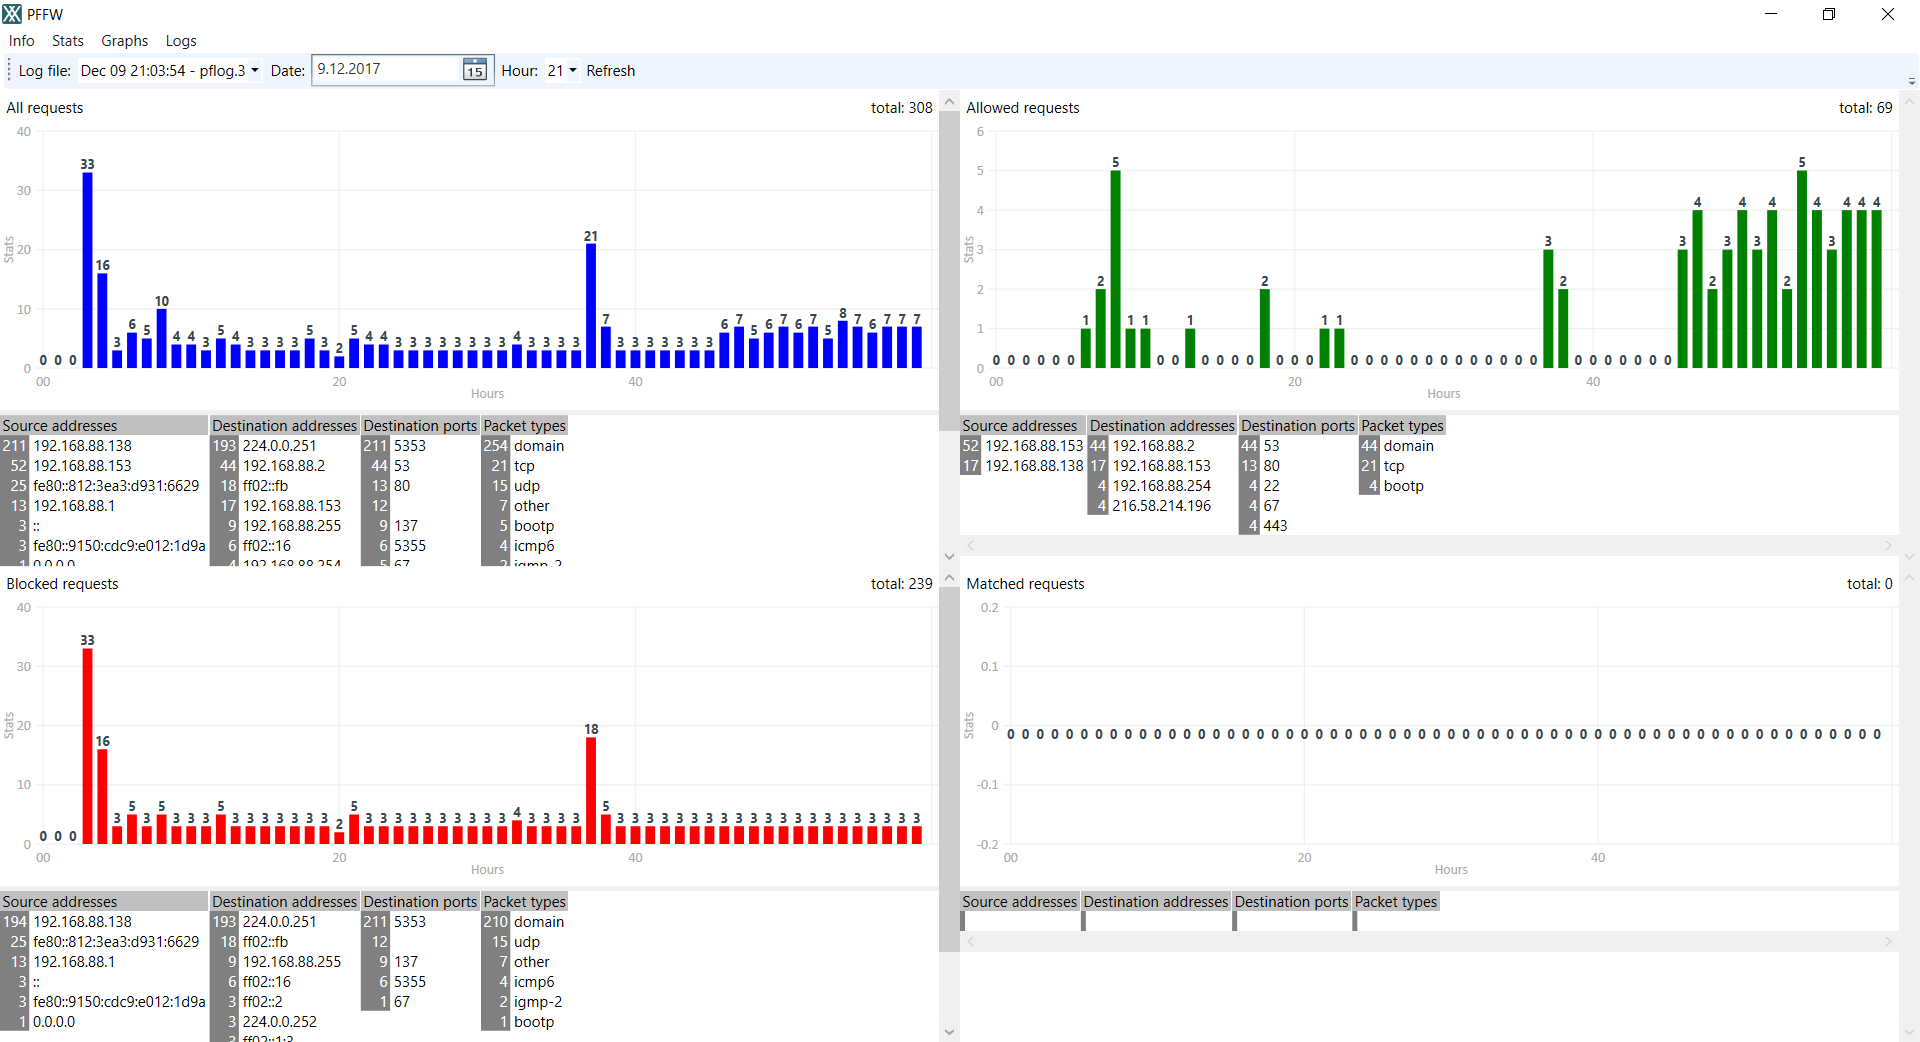 PFFW
Info Stats Graphs Logs
Log file: Dec 09 21:03:54 - pflog.3 Date: 9.12.2017 15 Hour: 21 Refresh
All requests total: 308
40
30
20
10
0
Stats
0 0 0 33 16 3 6 5 10 4 4 3 5 4 3 3 3 3 5 3 2 5 4 4 3 3 3 3 3 3 3 3 4 3 3 3 3 21 7 3 3 3 3 3 3 3 6 7 5 6 7 6 7 5 8 7 6 7 7 7
00 20 40
Hours
Source addresses Destination addresses Destination ports Packet types
211 192.168.88.138 193 224.0.0.251 211 5353 254 domain
52 192.168.88.153 44 192.168.88.2 44 53 21 tcp
25 fe80::812:3ea3:d931:6629 18 ff02::fb 13 80 15 udp
13 192.168.88.1 17 192.168.88.153 12 7 other
3 :: 9 192.168.88.255 9 137 5 bootp
3 fe80::9150:cdc9:e012:1d9a 6 ff02::16 6 5355 4 icmp6
1 0.0.0.0 4 192.168.88.254 5 67 2 igmp-2
Allowed requests total: 69
6
5
4
3
2
1
0
Stats
0 0 0 0 0 0 1 2 5 1 1 0 0 1 0 0 0 0 2 0 0 0 1 1 0 0 0 0 0 0 0 0 0 0 0 0 0 3 2 0 0 0 0 0 0 0 3 4 2 3 4 3 4 2 5 4 3 4 4 4
00 20 40
Hours
Source addresses Destination addresses Destination ports Packet types
52 192.168.88.153 44 192.168.88.2 44 53 44 domain
17 192.168.88.138 17 192.168.88.153 13 80 21 tcp
4 192.168.88.254 4 22 4 bootp
4 216.58.214.196 4 67
4 443
Blocked requests total: 239
40
30
20
10
0
Stats
0 0 0 33 16 3 5 3 5 3 3 3 5 3 3 3 3 3 3 3 2 5 3 3 3 3 3 3 3 3 3 3 4 3 3 3 3 18 5 3 3 3 3 3 3 3 3 3 3 3 3 3 3 3 3 3 3 3 3 3
00 20 40
Hours
Source addresses Destination addresses Destination ports Packet types
194 192.168.88.138 193 224.0.0.251 211 5353 210 domain
25 fe80::812:3ea3:d931:6629 18 ff02::fb 12 15 udp
13 192.168.88.1 9 192.168.88.255 9 137 7 other
3 :: 6 ff02::16 6 5355 4 icmp6
3 fe80::9150:cdc9:e012:1d9a 3 ff02::2 1 67 2 igmp-2
1 0.0.0.0 3 224.0.0.252 1 bootp
3 ff02::1:3
Matched requests total: 0
0.2
0.1
0
-0.1
-0.2
Stats
0 0 0 0 0 0 0 0 0 0 0 0 0 0 0 0 0 0 0 0 0 0 0 0 0 0 0 0 0 0 0 0 0 0 0 0 0 0 0 0 0 0 0 0 0 0 0 0 0 0 0 0 0 0 0 0 0 0 0 0
00 20 40
Hours
Source addresses Destination addresses Destination ports Packet types